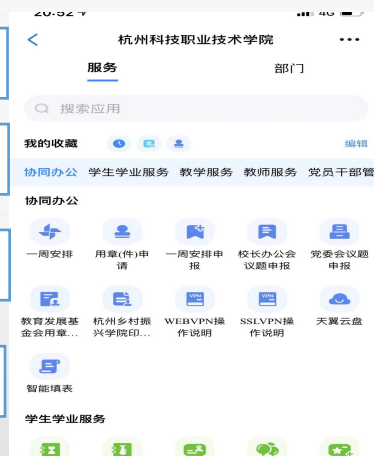 20:52
4G
杭州科技职业技术学院
服务 部门
搜索应用
我的收藏 编辑
协同办公 学生学业服务 教学服务 教师服务 党员干部管
协同办公
一周安排 用章(件)申 一周安排申 校长办公会 党委会议题
请 报 议题申报 申报
VPN VPN
教育发展基 杭州乡村振 WEBVPN操 SSLVPN操 天翼云盘
金会用章... 兴学院印... 作说明 作说明
智能填表
学生学业服务